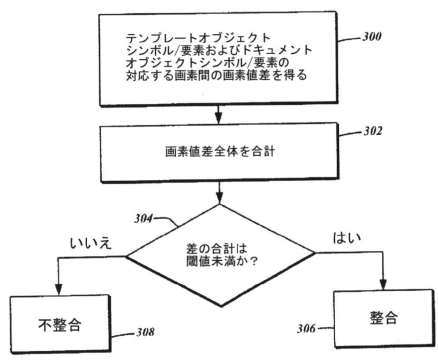 テンプレートオブジェクト
シンボル/要素およびドキュメント
オブジェクトシンボル/要素の
対応する画素間の画素値差を得る
300
画素値差全体を合計
302
304
差の合計は
閾値未満か?
いいえ
はい
不整合
308
整合
306